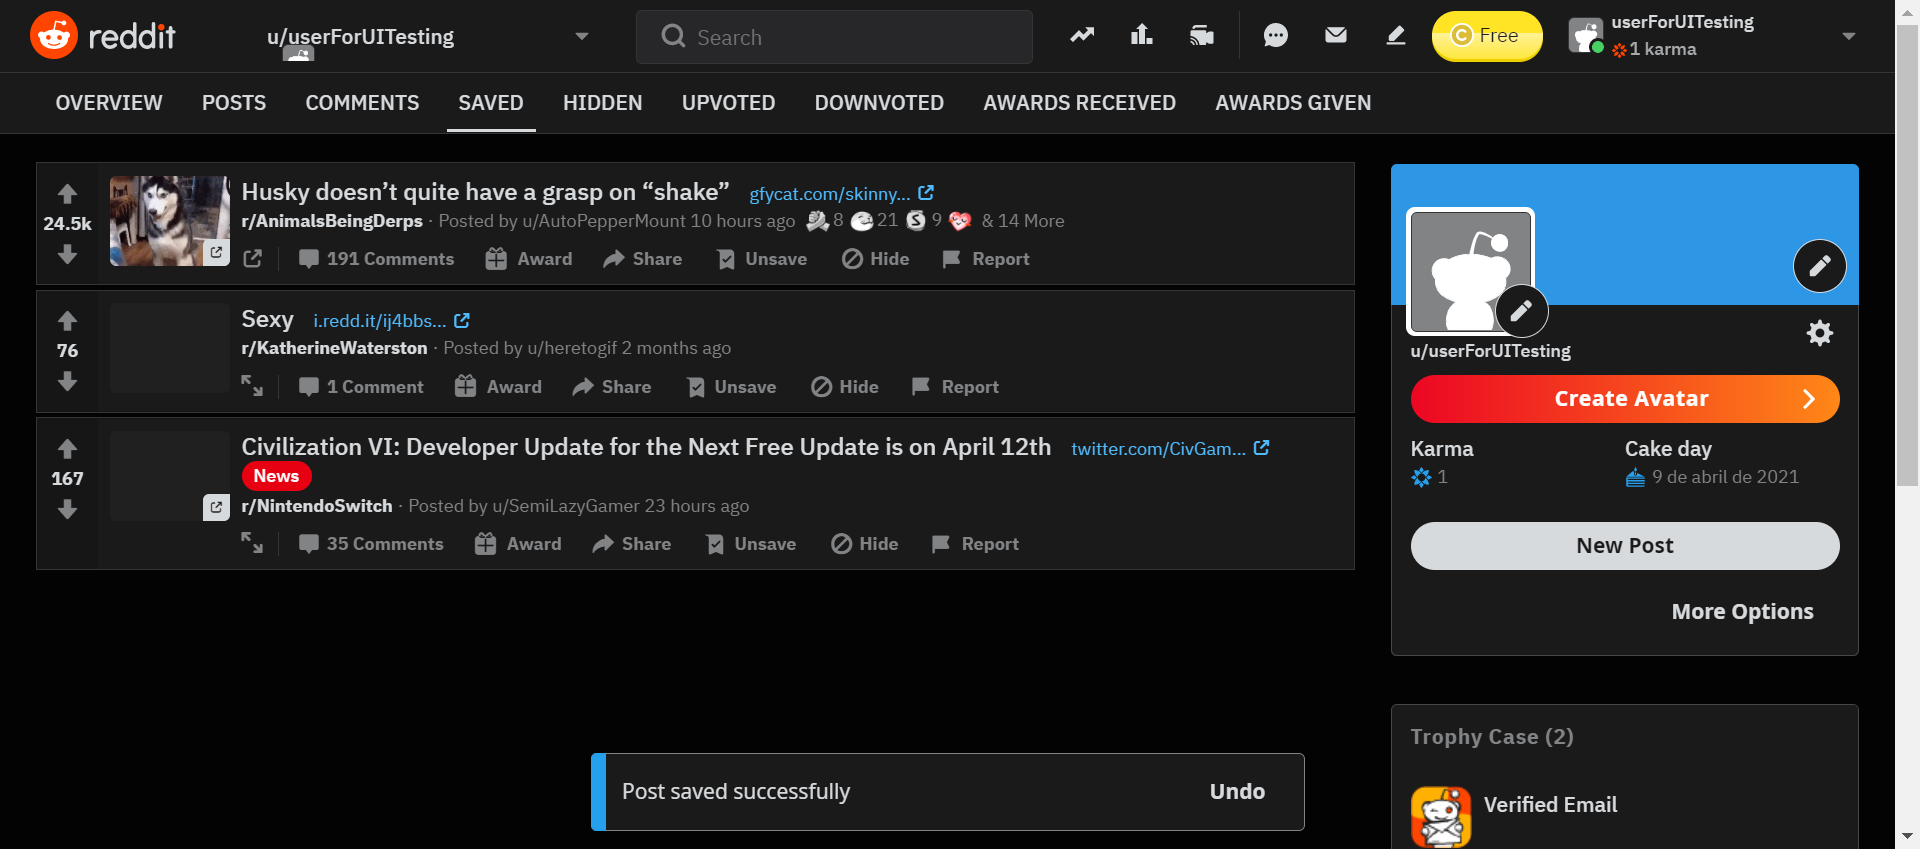 reddit
u/userForUITesting
Search
Free
userForUITesting
1 karma
OVERVIEW POSTS COMMENTS SAVED HIDDEN UPVOTED DOWNVOTED AWARDS RECEIVED AWARDS GIVEN
24.5k
Husky doesn’t quite have a grasp on “shake” gfycat.com/skinny...
r/AnimalsBeingDerps · Posted by u/AutoPepperMount 10 hours ago 8 21 9 & 14 More
191 Comments Award Share Unsave Hide Report
76
Sexy i.redd.it/ij4bbs...
r/KatherineWaterston · Posted by u/heretogif 2 months ago
1 Comment Award Share Unsave Hide Report
167
Civilization VI: Developer Update for the Next Free Update is on April 12th twitter.com/CivGam...
News
r/NintendoSwitch · Posted by u/SemiLazyGamer 23 hours ago
35 Comments Award Share Unsave Hide Report
u/userForUITesting
Create Avatar
Karma Cake day
1 9 de abril de 2021
New Post
More Options
Trophy Case (2)
Verified Email
Post saved successfully Undo